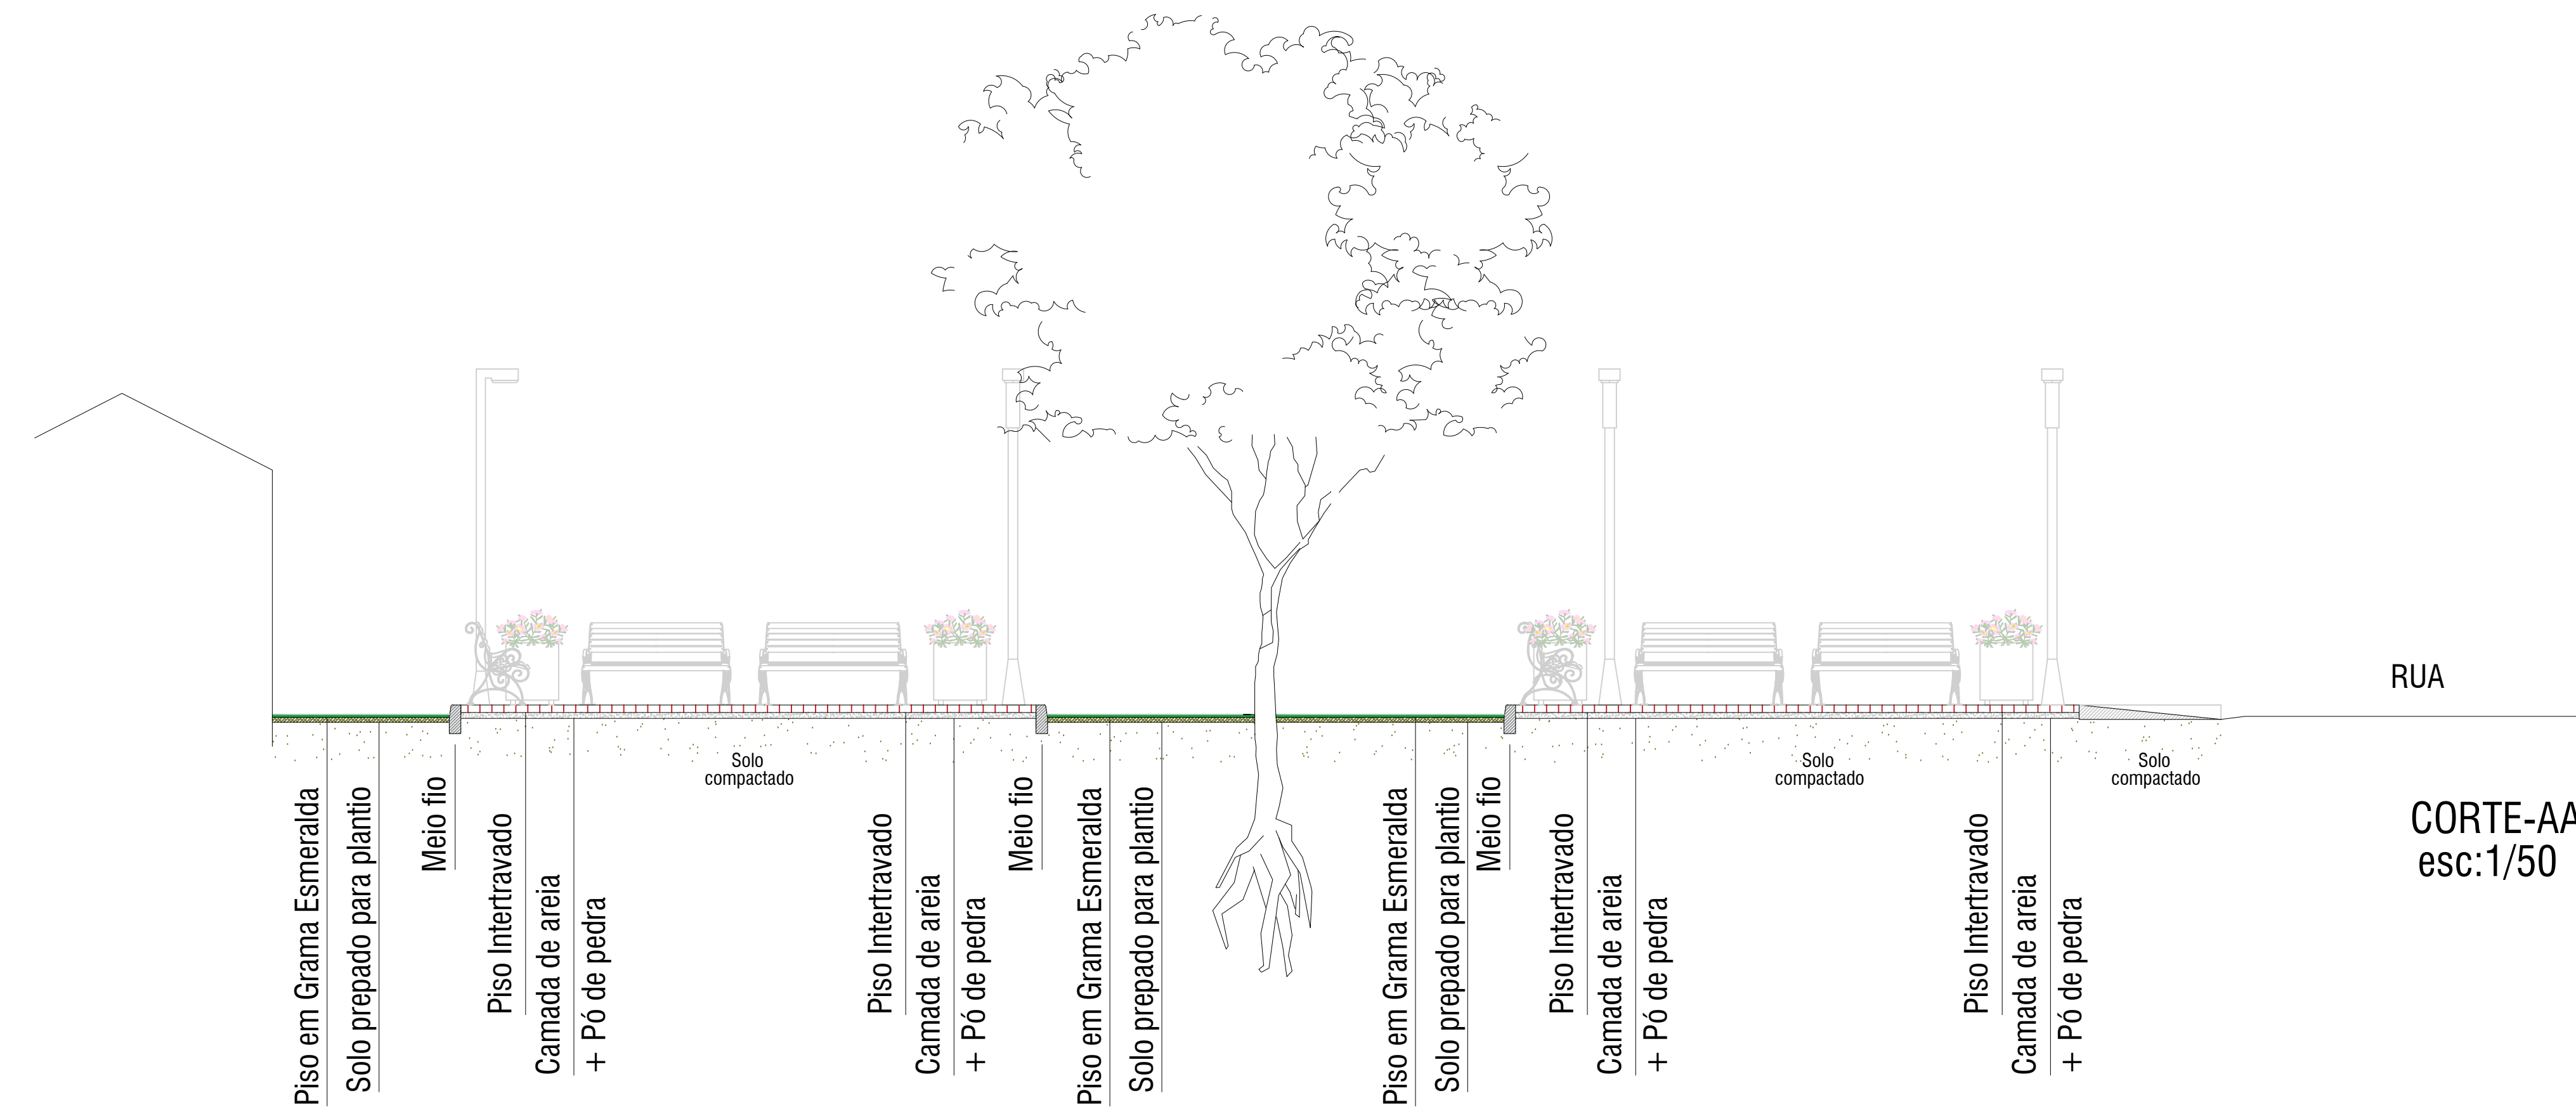 RUA
Solo
compactado
Solo
compactado
Solo
compactado
CORTE-AA
esc:1/50
Piso em Grama Esmeralda
Solo prepado para plantio
Meio fio
Piso Intertravado
Camada de areia
+ Pó de pedra
Piso Intertravado
Camada de areia
+ Pó de pedra
Meio fio
Piso em Grama Esmeralda
Solo prepado para plantio
Piso em Grama Esmeralda
Solo prepado para plantio
Meio fio
Piso Intertravado
Camada de areia
+ Pó de pedra
Piso Intertravado
Camada de areia
+ Pó de pedra